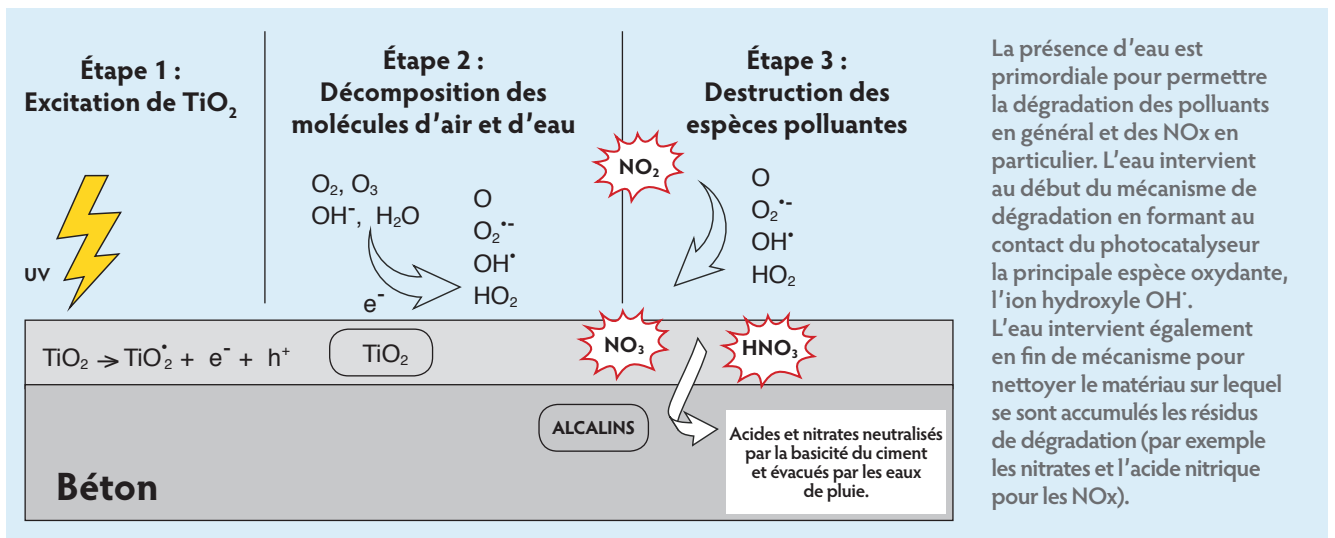 Étape 1 :
Excitation de TiO₂
UV
TiO₂ → TiO₂• + e⁻ + h⁺
Étape 2 :
Décomposition des
molécules d’air et d’eau
O₂, O₃
OH⁻, H₂O
e⁻
O
O₂•⁻
OH•
HO₂
TiO₂
Étape 3 :
Destruction des
espèces polluantes
NO₂
O
O₂•⁻
OH•
HO₂
NO₃
HNO₃
ALCALINS
Acides et nitrates neutralisés
par la basicité du ciment
et évacués par les eaux
de pluie.
Béton
La présence d’eau est
primordiale pour permettre
la dégradation des polluants
en général et des NOx en
particulier. L’eau intervient
au début du mécanisme de
dégradation en formant au
contact du photocatalyseur
la principale espèce oxydante,
l’ion hydroxyle OH·.
L’eau intervient également
en fin de mécanisme pour
nettoyer le matériau sur lequel
se sont accumulés les résidus
de dégradation (par exemple
les nitrates et l’acide nitrique
pour les NOx).